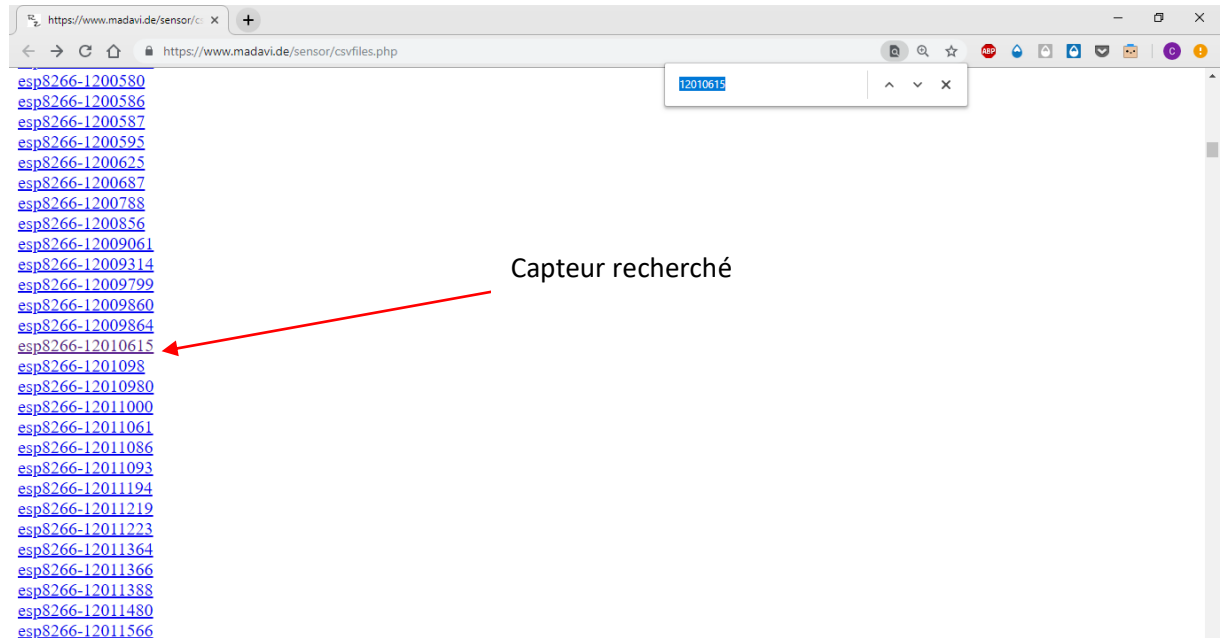 https://www.madavi.de/sensor/cs
https://www.madavi.de/sensor/csvfiles.php
ABP
C
12010615
esp8266-1200580
esp8266-1200586
esp8266-1200587
esp8266-1200595
esp8266-1200625
esp8266-1200687
esp8266-1200788
esp8266-1200856
esp8266-12009061
esp8266-12009314
esp8266-12009799
esp8266-12009860
esp8266-12009864
esp8266-12010615
esp8266-1201098
esp8266-12010980
esp8266-12011000
esp8266-12011061
esp8266-12011086
esp8266-12011093
esp8266-12011194
esp8266-12011219
esp8266-12011223
esp8266-12011364
esp8266-12011366
esp8266-12011388
esp8266-12011480
esp8266-12011566
Capteur recherché